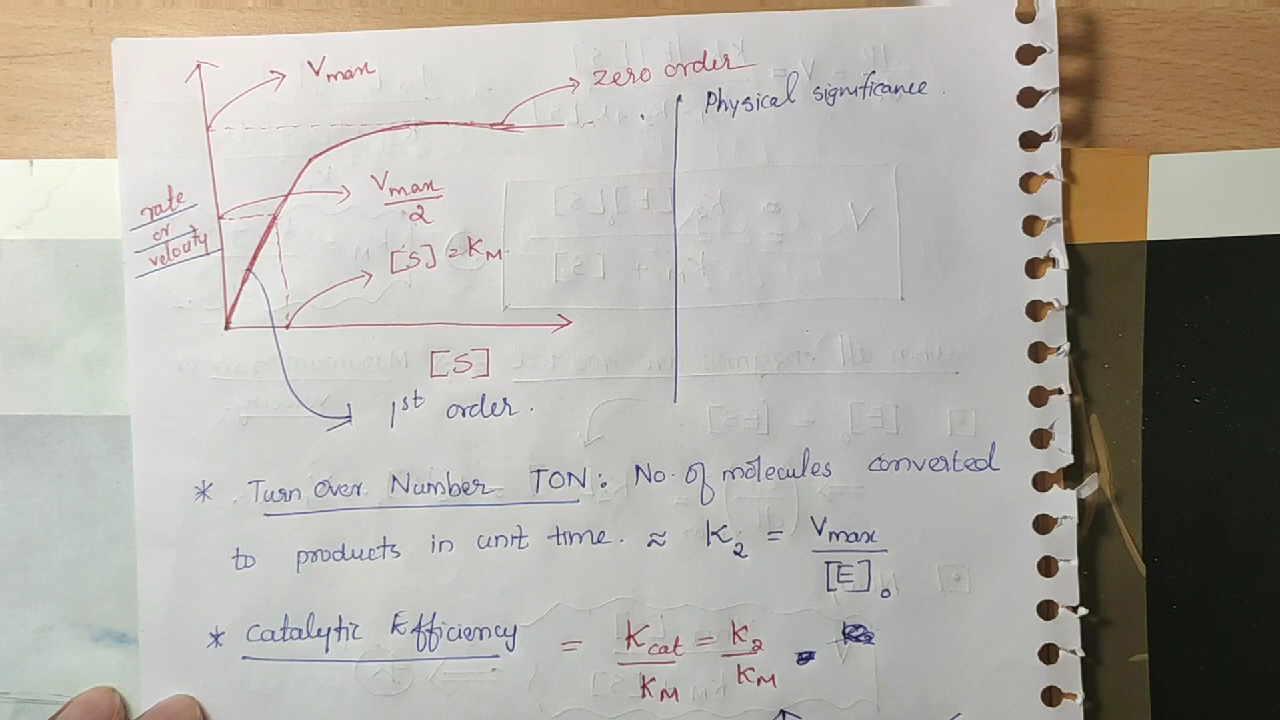 Vmax
zero order
Physical significance.
rate
or
velocity
Vmax
2
[S] = KM
[S]
1st order.
* Turn over Number TON: No. of molecules converted
to products in unit time. ≈ K2 = Vmax
[E]o
* Catalytic Efficiency = Kcat = K2
KM KM